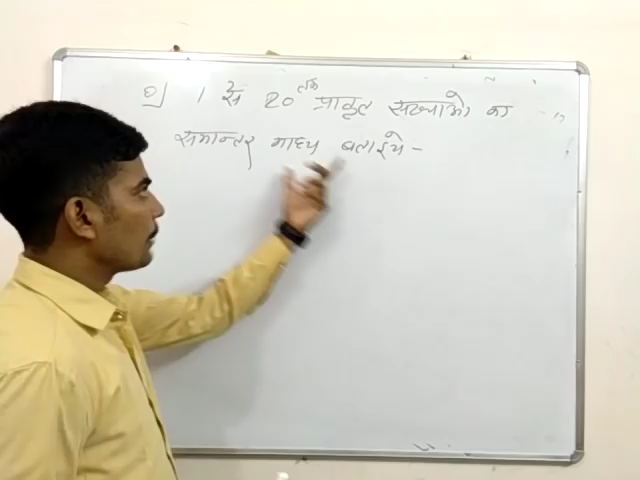 Q) 1 से 20 तक प्राकृत संख्याओं का
समान्तर माध्य बताइये -